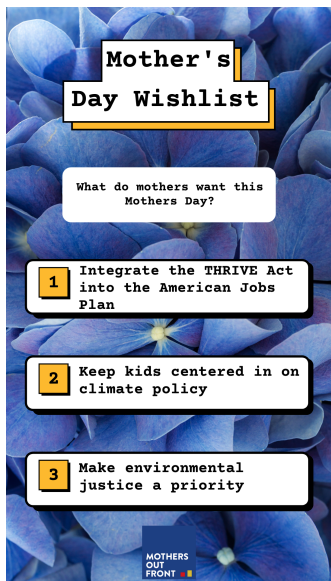 Mother's
Day Wishlist
What do mothers want this
Mothers Day?
1
Integrate the THRIVE Act
into the American Jobs
Plan
2
Keep kids centered in on
climate policy
3
Make environmental
justice a priority
MOTHERS
OUT
FRONT